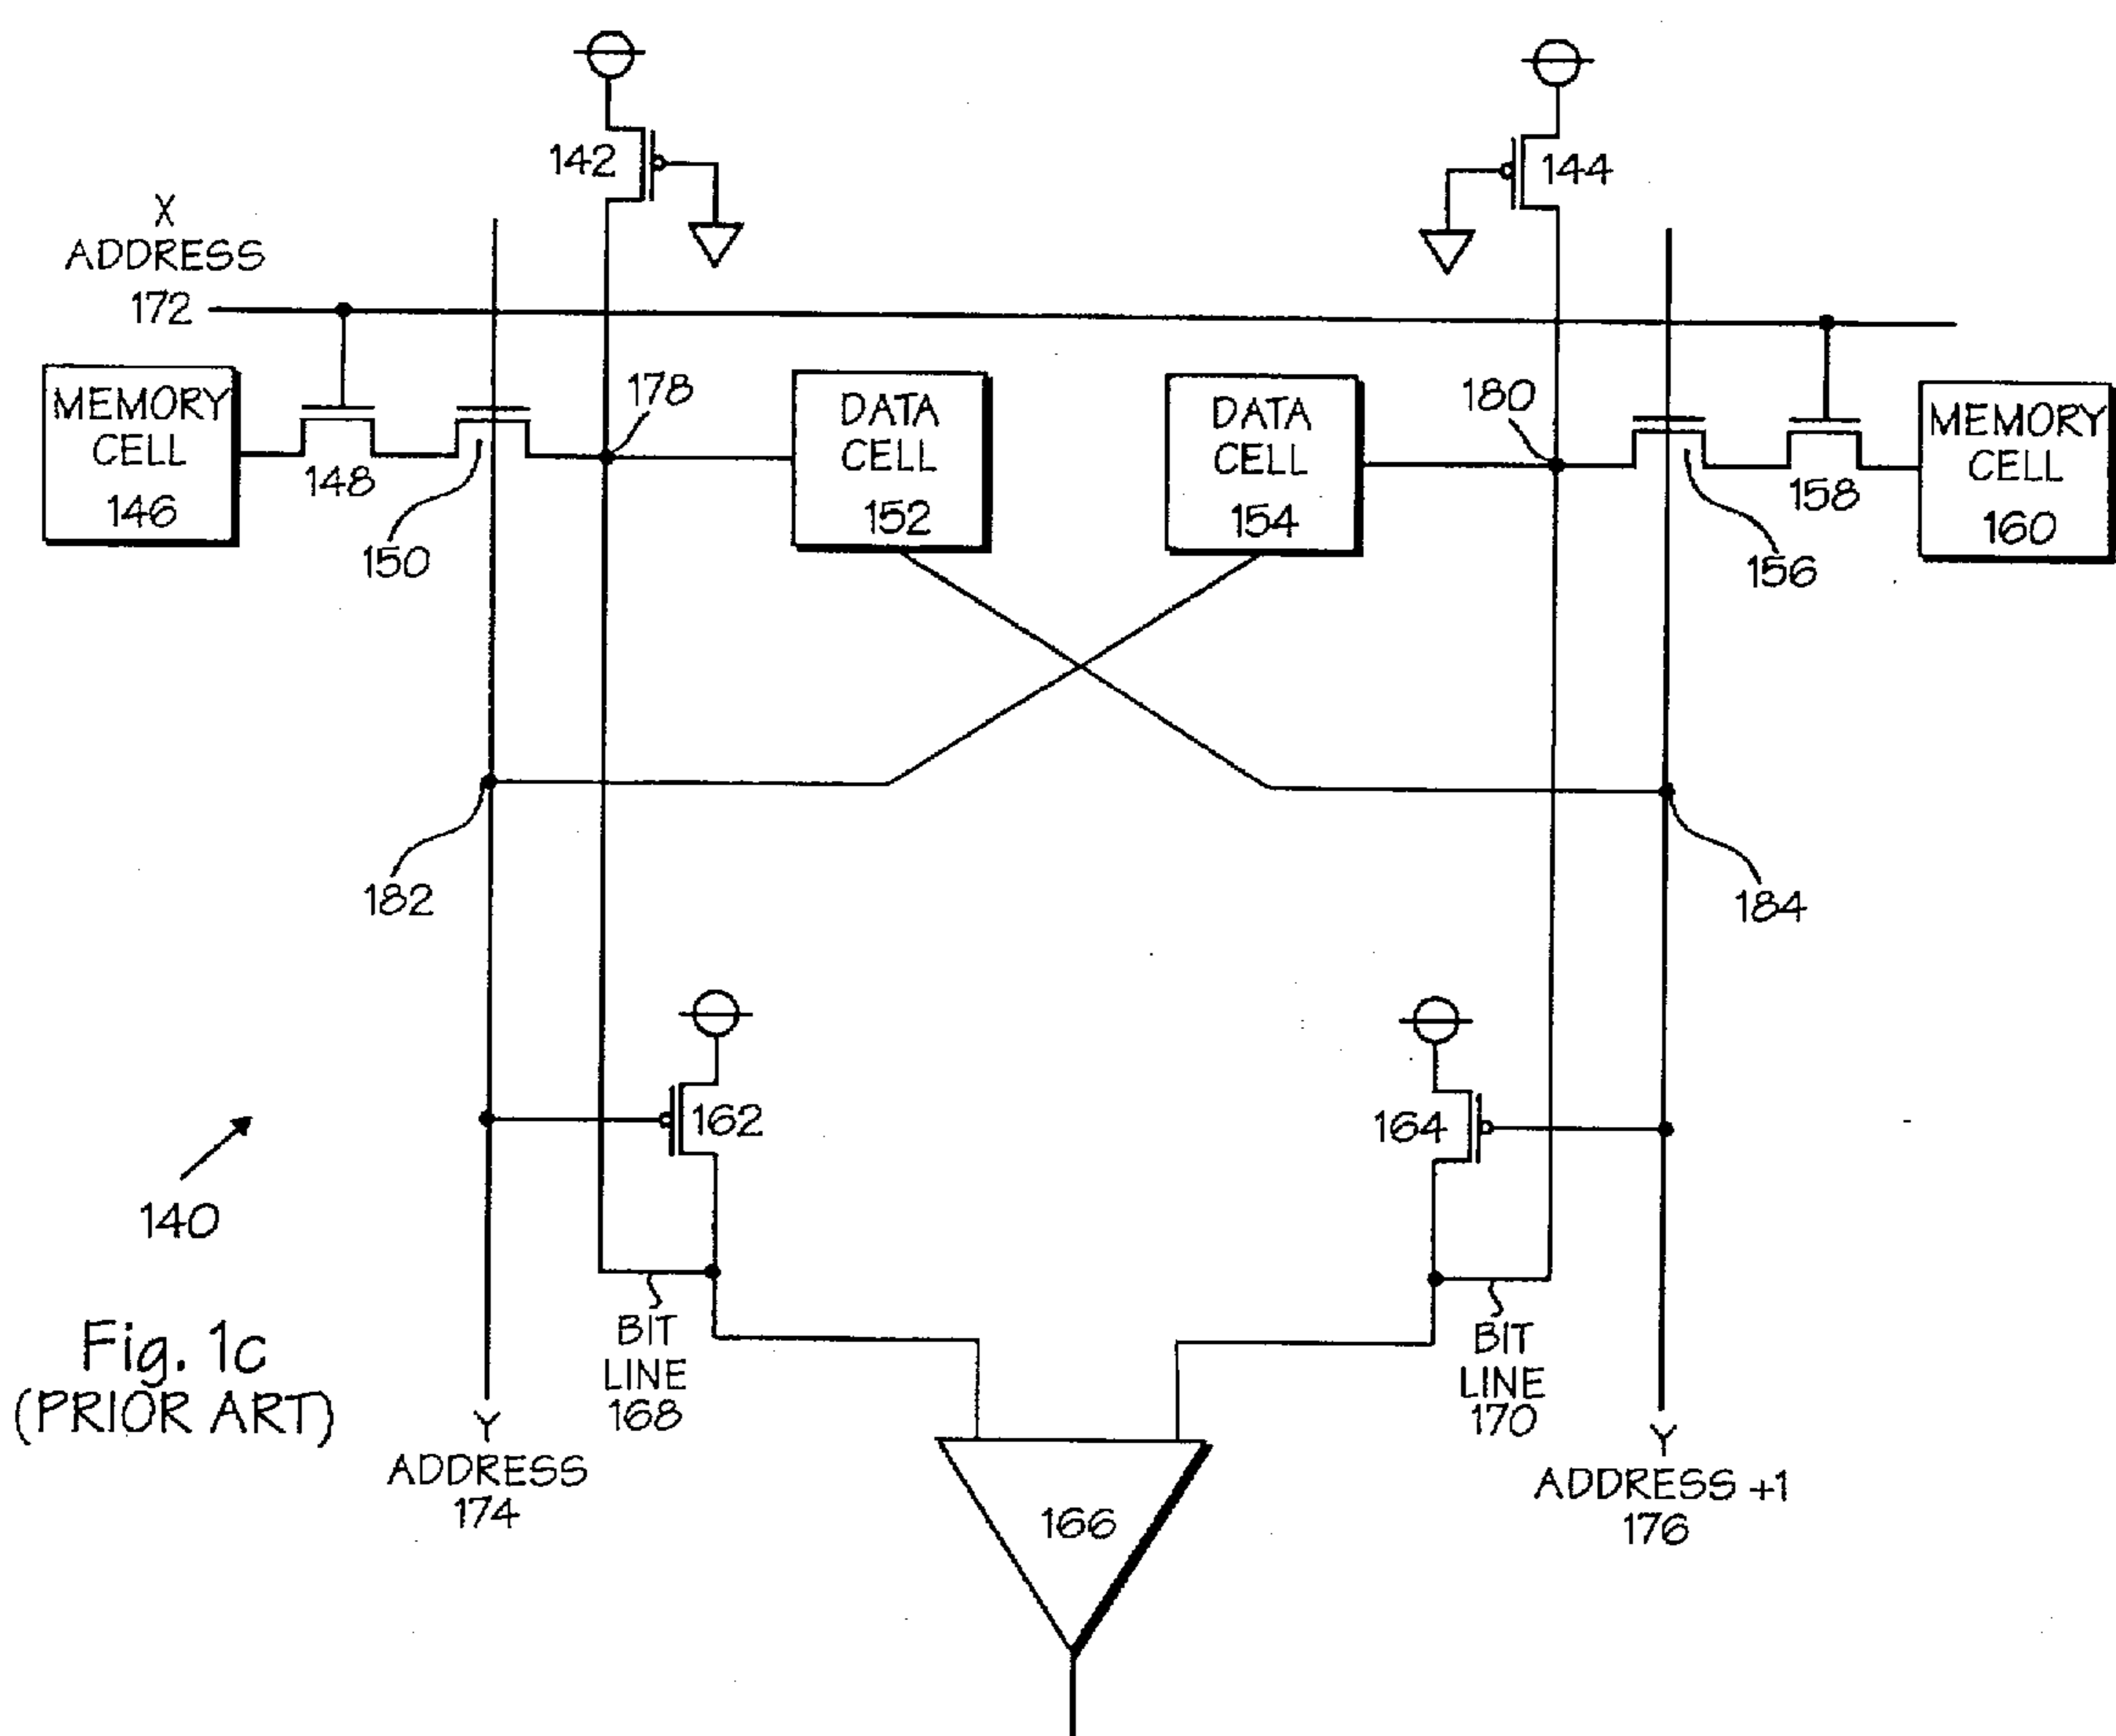 142
144
X
ADDRESS
172
178
180
MEMORY
CELL
146
148
150
DATA
CELL
152
DATA
CELL
154
156
158
MEMORY
CELL
160
182
184
162
164
140
BIT
LINE
168
BIT
LINE
170
Fig. 1c
(PRIOR ART)
Y
ADDRESS
174
Y
ADDRESS +1
176
166